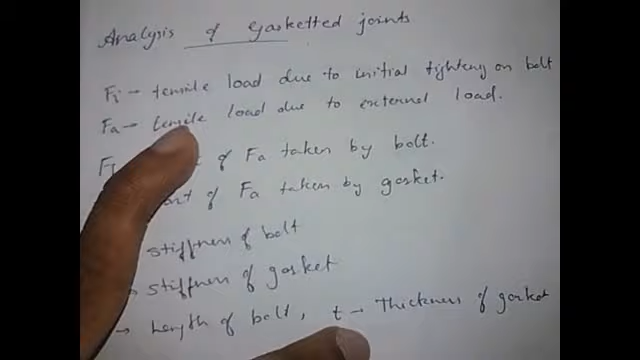 Analysis of Gasketted joints
Fi → tensile load due to initial tighting on bolt
Fa → tensile load due to external load.
F of Fa taken by bolt.
of Fa taken by gasket.
stiffness of bolt
→ stiffness of gasket
→ Length of bolt, t → Thickness of gasket